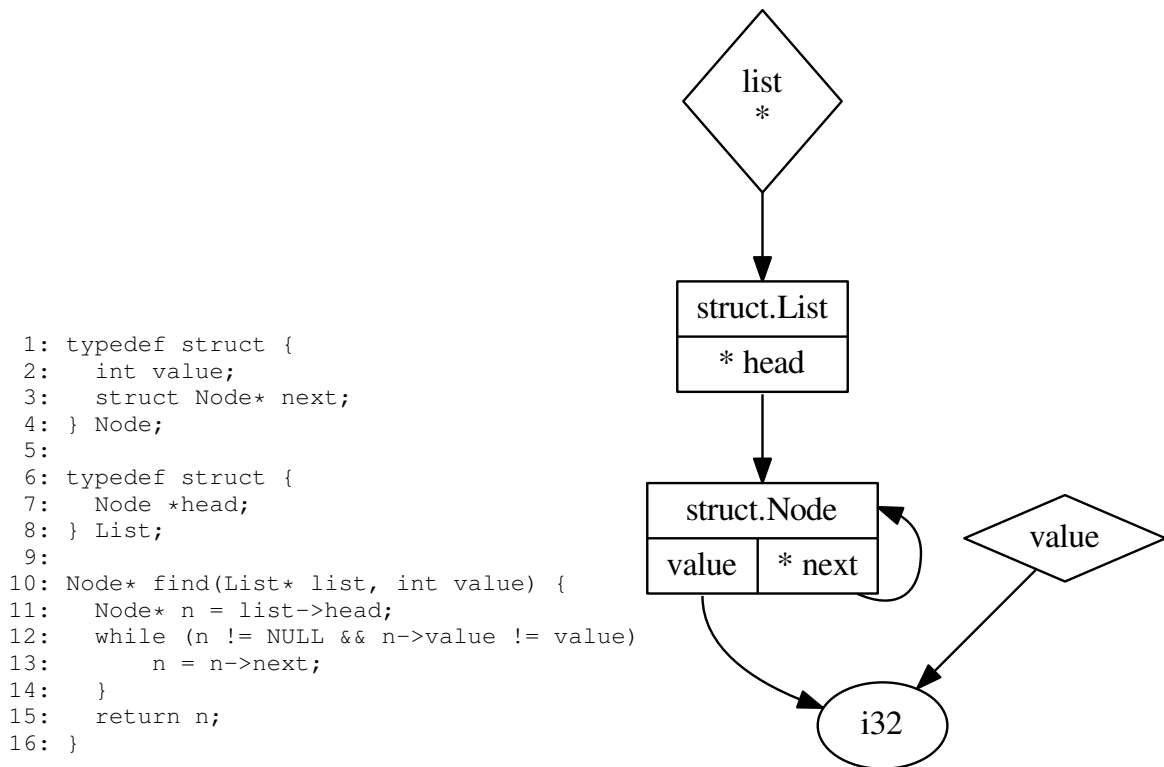 1: typedef struct {
2:   int value;
3:   struct Node* next;
4: } Node;
5:
6: typedef struct {
7:   Node *head;
8: } List;
9:
10: Node* find(List* list, int value) {
11:   Node* n = list->head;
12:   while (n != NULL && n->value != value)
13:       n = n->next;
14:   }
15:   return n;
16: }
list
*
struct.List
* head
struct.Node
value * next
value
i32